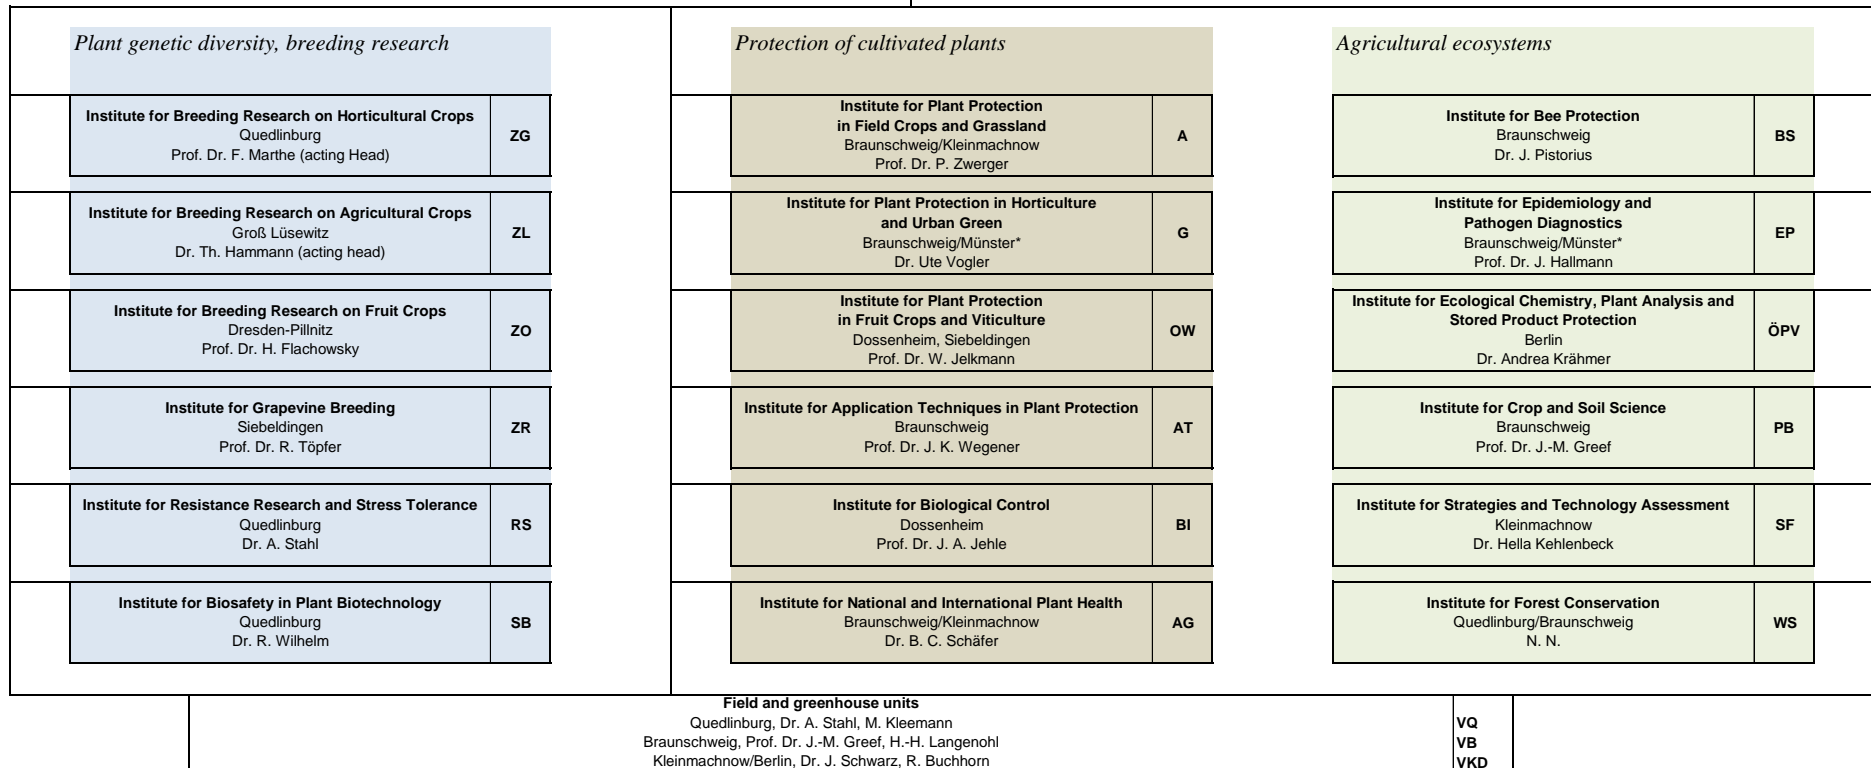 Plant genetic diversity, breeding research
Institute for Breeding Research on Horticultural Crops
Quedlinburg
Prof. Dr. F. Marthe (acting Head)
ZG
Institute for Breeding Research on Agricultural Crops
Groß Lüsewitz
Dr. Th. Hammann (acting head)
ZL
Institute for Breeding Research on Fruit Crops
Dresden-Pillnitz
Prof. Dr. H. Flachowsky
ZO
Institute for Grapevine Breeding
Siebeldingen
Prof. Dr. R. Töpfer
ZR
Institute for Resistance Research and Stress Tolerance
Quedlinburg
Dr. A. Stahl
RS
Institute for Biosafety in Plant Biotechnology
Quedlinburg
Dr. R. Wilhelm
SB
Protection of cultivated plants
Institute for Plant Protection
in Field Crops and Grassland
Braunschweig/Kleinmachnow
Prof. Dr. P. Zwerger
A
Institute for Plant Protection in Horticulture
and Urban Green
Braunschweig/Münster*
Dr. Ute Vogler
G
Institute for Plant Protection
in Fruit Crops and Viticulture
Dossenheim, Siebeldingen
Prof. Dr. W. Jelkmann
OW
Institute for Application Techniques in Plant Protection
Braunschweig
Prof. Dr. J. K. Wegener
AT
Institute for Biological Control
Dossenheim
Prof. Dr. J. A. Jehle
BI
Institute for National and International Plant Health
Braunschweig/Kleinmachnow
Dr. B. C. Schäfer
AG
Agricultural ecosystems
Institute for Bee Protection
Braunschweig
Dr. J. Pistorius
BS
Institute for Epidemiology and
Pathogen Diagnostics
Braunschweig/Münster*
Prof. Dr. J. Hallmann
EP
Institute for Ecological Chemistry, Plant Analysis and
Stored Product Protection
Berlin
Dr. Andrea Krähmer
ÖPV
Institute for Crop and Soil Science
Braunschweig
Prof. Dr. J.-M. Greef
PB
Institute for Strategies and Technology Assessment
Kleinmachnow
Dr. Hella Kehlenbeck
SF
Institute for Forest Conservation
Quedlinburg/Braunschweig
N. N.
WS
Field and greenhouse units
Quedlinburg, Dr. A. Stahl, M. Kleemann
VQ
Braunschweig, Prof. Dr. J.-M. Greef, H.-H. Langenohl
VB
Kleinmachnow/Berlin, Dr. J. Schwarz, R. Buchhorn
VKD